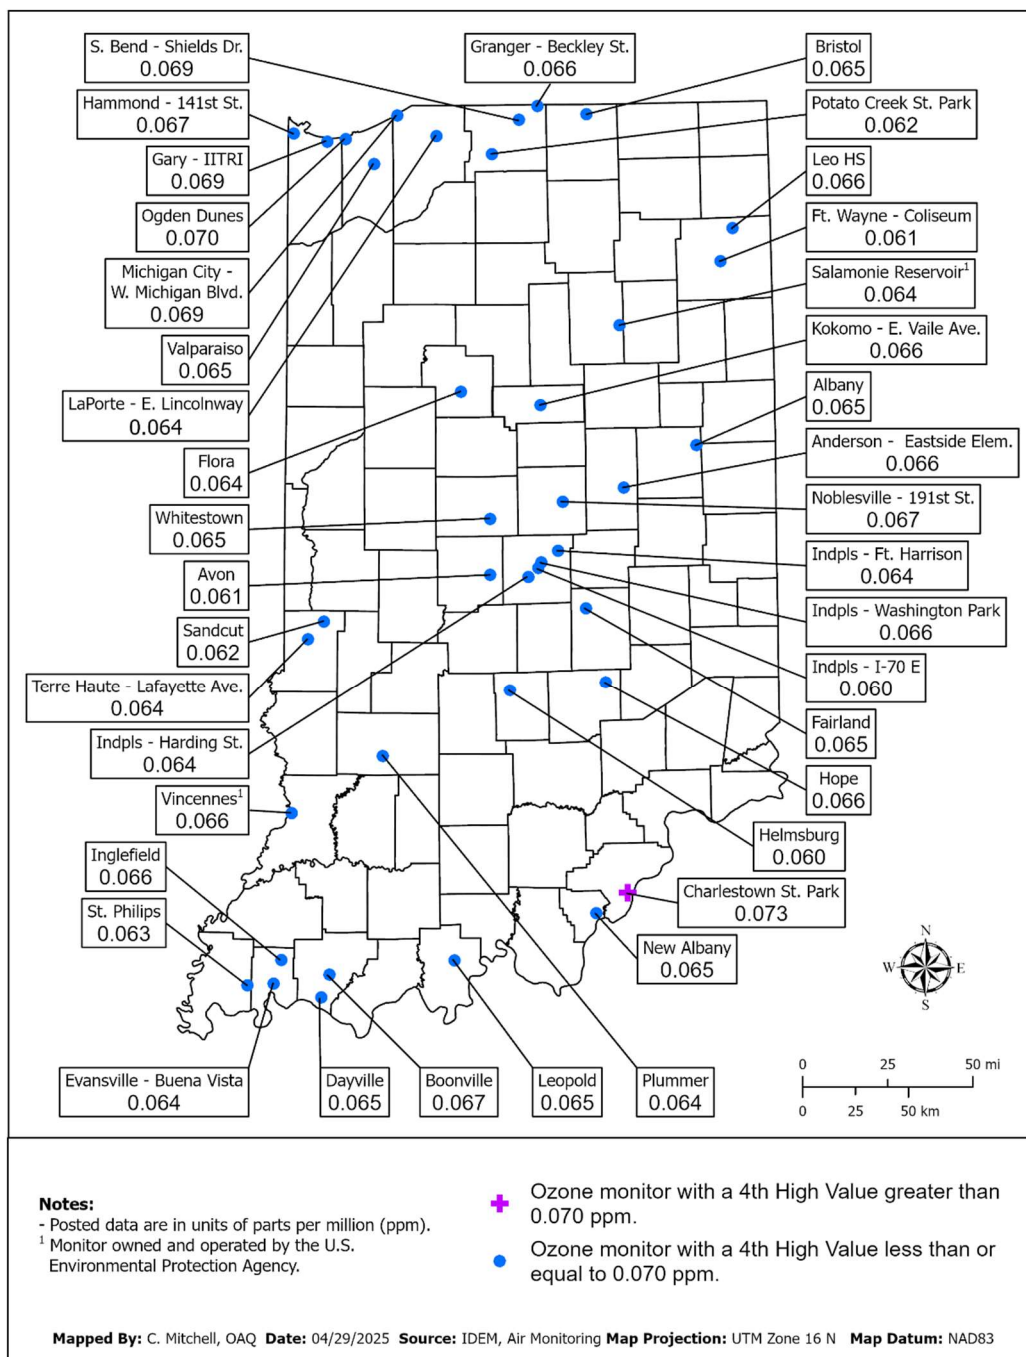 S. Bend - Shields Dr.
0.069
Granger - Beckley St.
0.066
Bristol
0.065
Hammond - 141st St.
0.067
Potato Creek St. Park
0.062
Gary - IITRI
0.069
Leo HS
0.066
Ogden Dunes
0.070
Ft. Wayne - Coliseum
0.061
Michigan City -
W. Michigan Blvd.
0.069
Salamonie Reservoir¹
0.064
Valparaiso
0.065
Kokomo - E. Vaile Ave.
0.066
LaPorte - E. Lincolnway
0.064
Albany
0.065
Flora
0.064
Anderson - Eastside Elem.
0.066
Whitestown
0.065
Noblesville - 191st St.
0.067
Avon
0.061
Indpls - Ft. Harrison
0.064
Sandcut
0.062
Indpls - Washington Park
0.066
Terre Haute - Lafayette Ave.
0.064
Indpls - I-70 E
0.060
Indpls - Harding St.
0.064
Fairland
0.065
Vincennes¹
0.066
Hope
0.066
Inglefield
0.066
Helmsburg
0.060
St. Philips
0.063
Charlestown St. Park
0.073
New Albany
0.065
N
W
E
S
Evansville - Buena Vista
0.064
Dayville
0.065
Boonville
0.067
Leopold
0.065
Plummer
0.064
0 25 50 mi
0 25 50 km
Notes:
- Posted data are in units of parts per million (ppm).
¹ Monitor owned and operated by the U.S.
Environmental Protection Agency.
Ozone monitor with a 4th High Value greater than
0.070 ppm.
Ozone monitor with a 4th High Value less than or
equal to 0.070 ppm.
Mapped By: C. Mitchell, OAQ Date: 04/29/2025 Source: IDEM, Air Monitoring Map Projection: UTM Zone 16 N Map Datum: NAD83